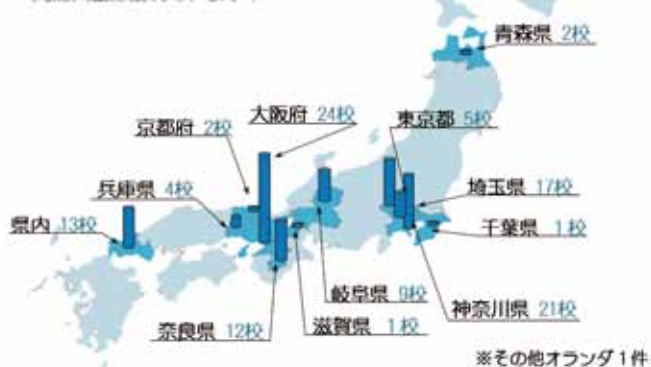 青森県 2校
大阪府 24校
東京都 5校
京都府 2校
兵庫県 4校
埼玉県 17校
県内 13校
千葉県 1校
岐阜県 9校
神奈川県 21校
奈良県 12校
滋賀県 1校
※その他オランダ1件